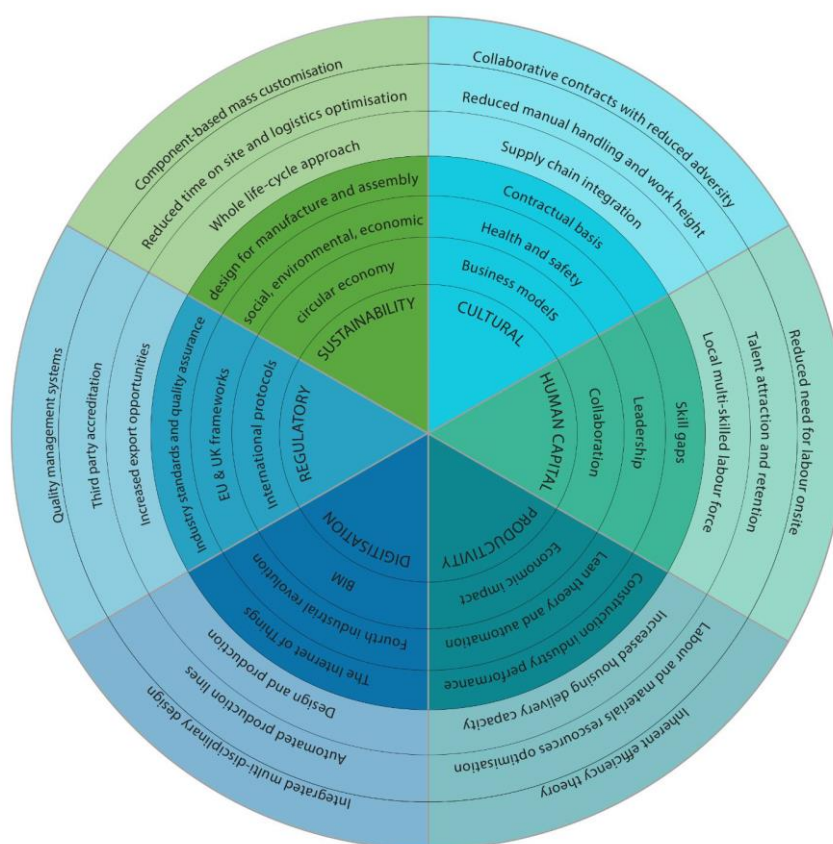 Component-based mass customisation
Reduced time on site and logistics optimisation
Whole life-cycle approach
design for manufacture and assembly
social, environmental, economic
circular economy
SUSTAINABILITY
Collaborative contracts with reduced adversity
Reduced manual handling and work height
Supply chain integration
Contractual basis
Health and safety
Business models
CULTURAL
Reduced need for labour onsite
Talent attraction and retention
Local multi-skilled labour force
Skill gaps
Leadership
Collaboration
HUMAN CAPITAL
PRODUCTIVITY
Economic impact
Lean theory and automation
Construction industry performance
Increased housing delivery capacity
Labour and materials rescources optimisation
Inherent efficiency theory
DIGITISATION
BIM
Fourth industrial revolution
The Internet of Things
Design and production
Automated production lines
Integrated multi-disciplinary design
Quality management systems
Third party accreditation
Increased export opportunities
Industry standards and quality assurance
EU & UK frameworks
International protocols
REGULATORY